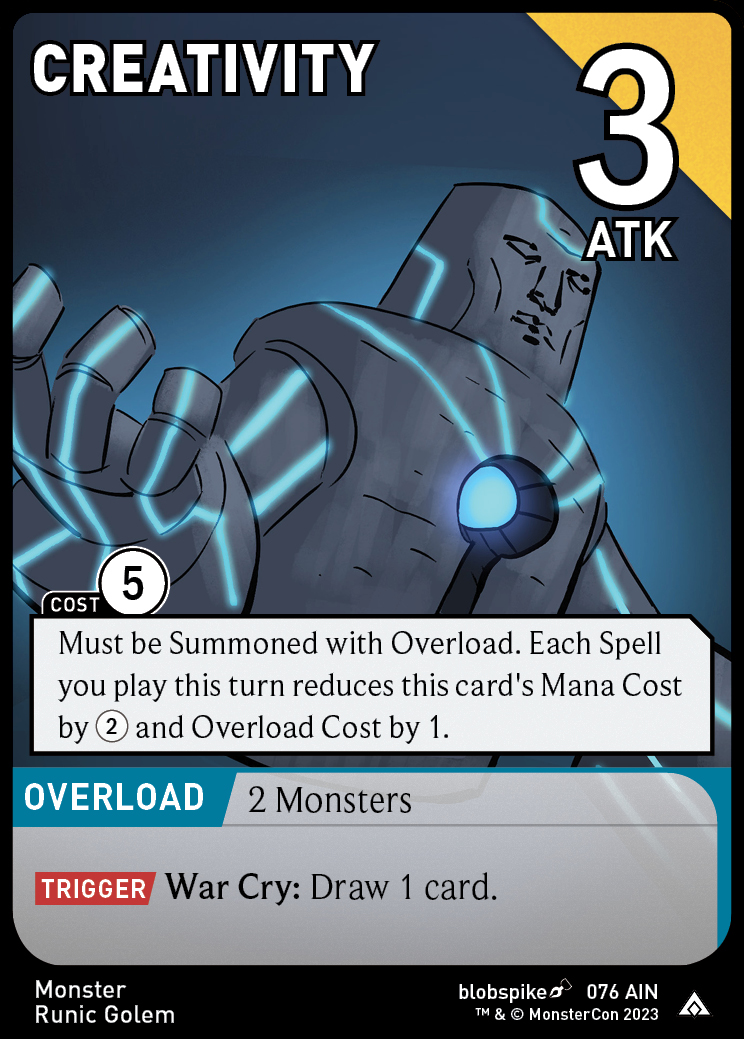 CREATIVITY
3
ATK
COST 5
Must be Summoned with Overload. Each Spell
you play this turn reduces this card's Mana Cost
by 2 and Overload Cost by 1.
OVERLOAD 2 Monsters
TRIGGER War Cry: Draw 1 card.
Monster
Runic Golem
blobspike 076 AIN
™ & © MonsterCon 2023